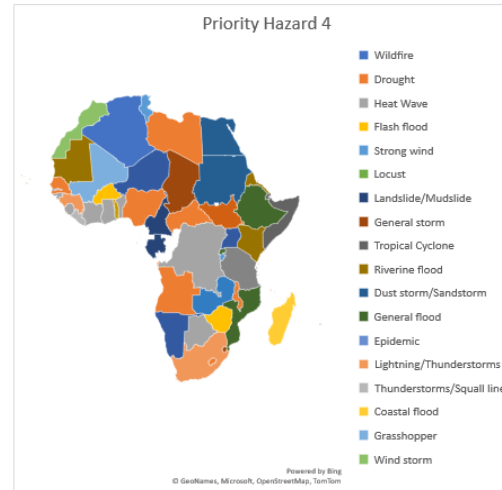 Priority Hazard 4
Wildfire
Drought
Heat Wave
Flash flood
Strong wind
Locust
Landslide/Mudslide
General storm
Tropical Cyclone
Riverine flood
Dust storm/Sandstorm
General flood
Epidemic
Lightning/Thunderstorms
Thunderstorms/Squall line
Coastal flood
Grasshopper
Wind storm
Powered by Bing
© GeoNames, Microsoft, OpenStreetMap, TomTom